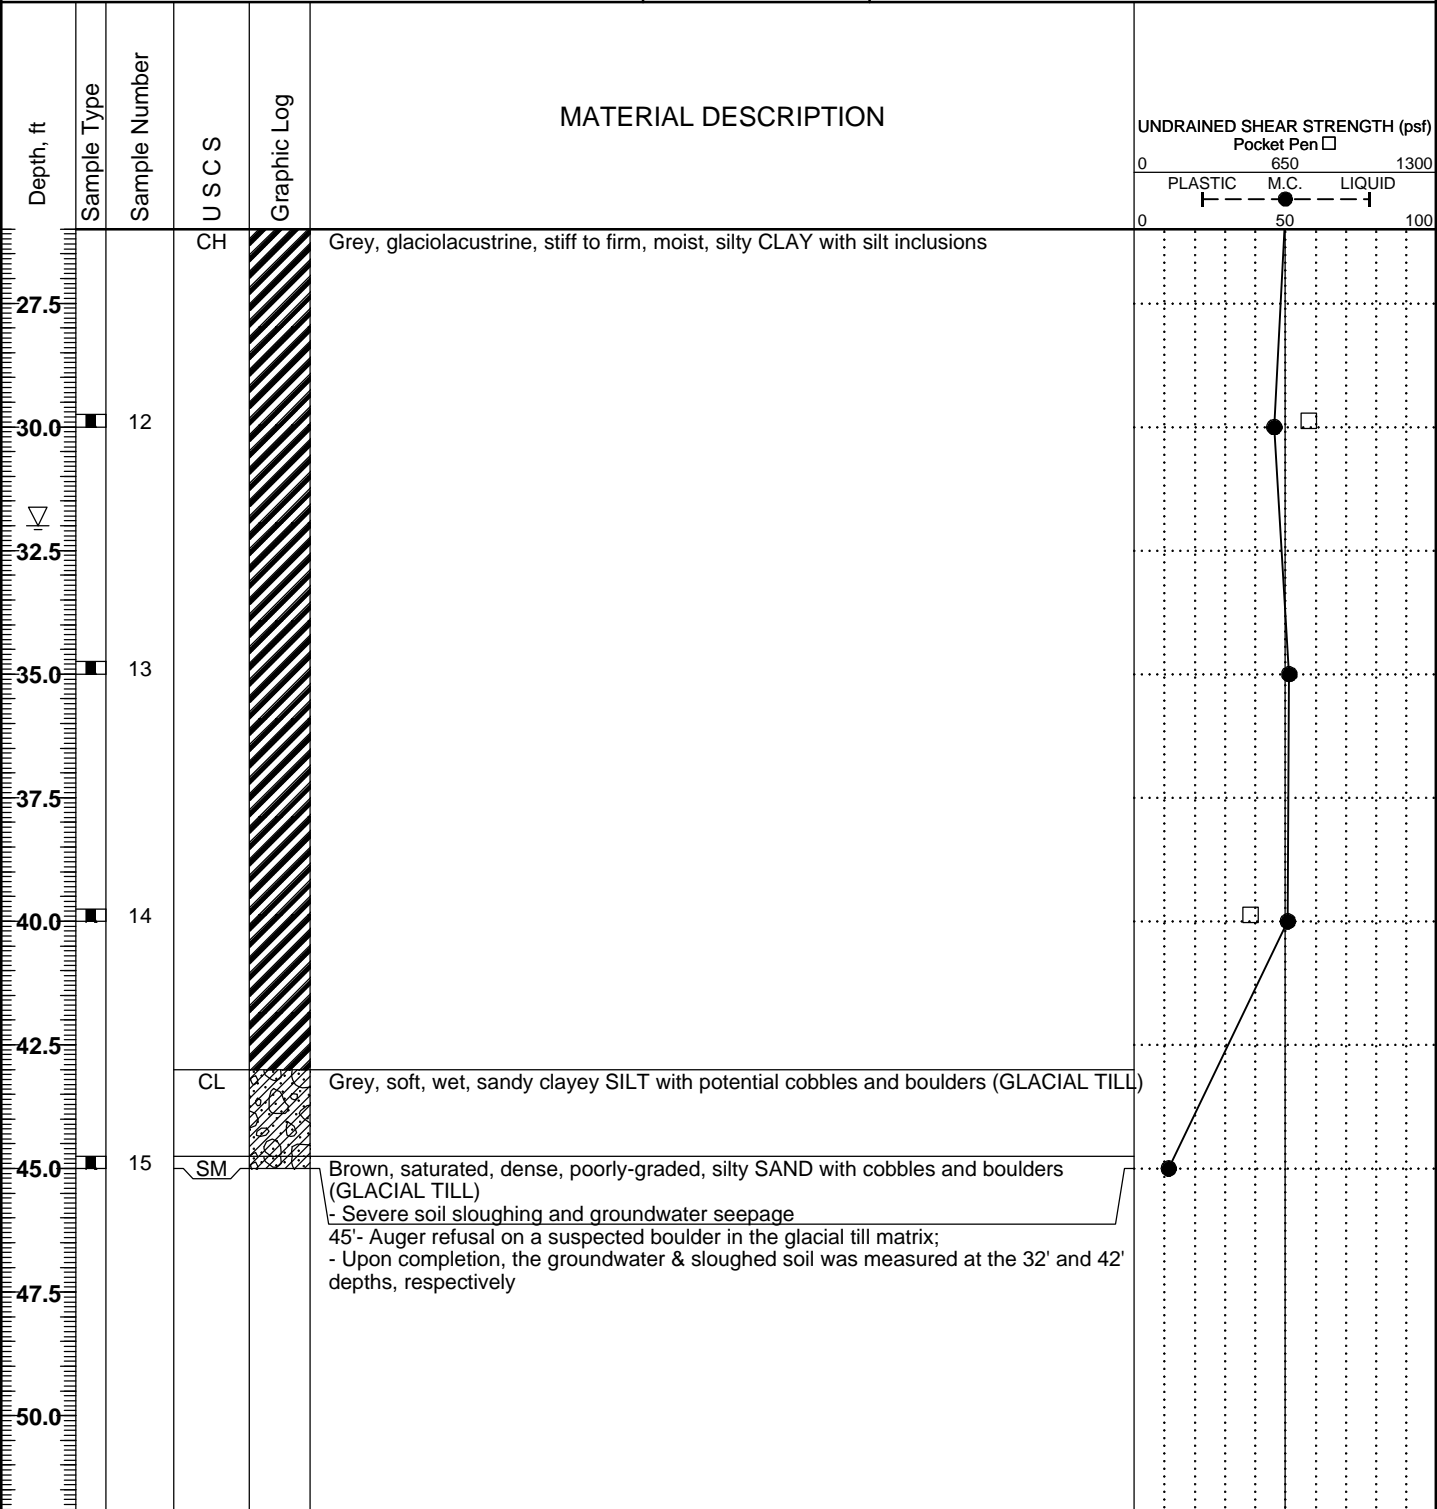 Depth, ft
Sample Type
Sample Number
U S C S
Graphic Log
MATERIAL DESCRIPTION
UNDRAINED SHEAR STRENGTH (psf)
Pocket Pen
0 650 1300
PLASTIC M.C. LIQUID
0 50 100
CH Grey, glaciolacustrine, stiff to firm, moist, silty CLAY with silt inclusions
27.5
12
30.0
32.5
13
35.0
37.5
14
40.0
42.5
CL Grey, soft, wet, sandy clayey SILT with potential cobbles and boulders (GLACIAL TILL)
15
45.0
SM Brown, saturated, dense, poorly-graded, silty SAND with cobbles and boulders
(GLACIAL TILL)
- Severe soil sloughing and groundwater seepage
45'- Auger refusal on a suspected boulder in the glacial till matrix;
- Upon completion, the groundwater & sloughed soil was measured at the 32' and 42'
depths, respectively
47.5
50.0